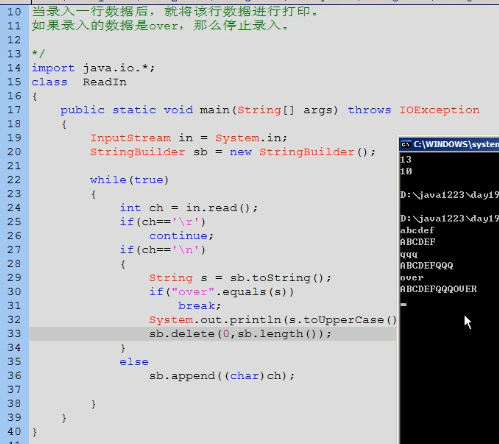 10 当录入一行数据后，就将该行数据进行打印。
11 如果录入的数据是over，那么停止录入。
12
13 */
14 import java.io.*;
15 class  ReadIn
16 {
17     public static void main(String[] args) throws IOException
18     {
19         InputStream in = System.in;
20         StringBuilder sb = new StringBuilder();
21
22         while(true)
23         {
24             int ch = in.read();
25             if(ch=='\r')
26                 continue;
27             if(ch=='\n')
28             {
29                 String s = sb.toString();
30                 if("over".equals(s))
31                     break;
32                 System.out.println(s.toUpperCase()
33                 sb.delete(0,sb.length());
34             }
35             else
36                 sb.append((char)ch);
37
38         }
39     }
40 }
C:\WINDOWS\system
13
10
D:\java1223\day19
D:\java1223\day19
abcdef
ABCDEF
qqq
ABCDEFQQQ
over
ABCDEFQQQOVER